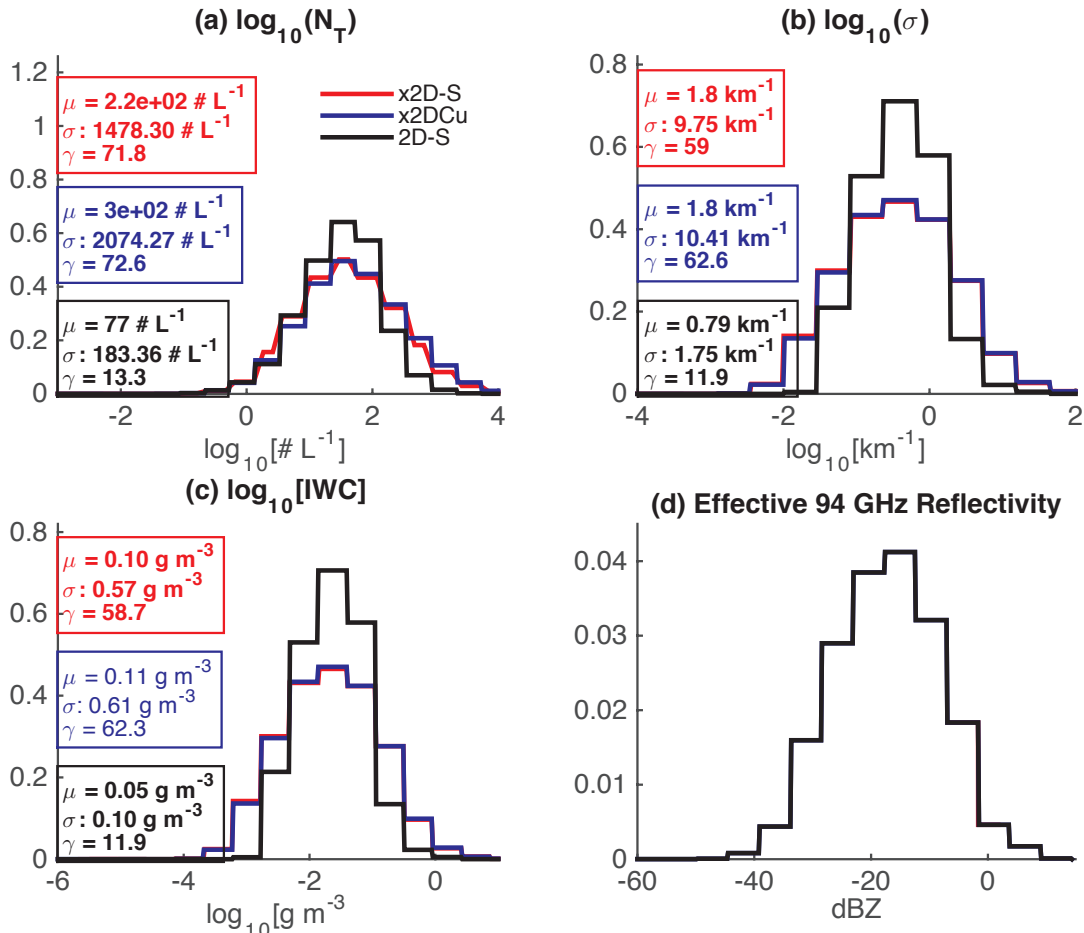 (a) log₁₀(N_T)
1.2
1
0.8
0.6
0.4
0.2
0
μ = 2.2e+02 # L⁻¹
σ: 1478.30 # L⁻¹
γ = 71.8
μ = 3e+02 # L⁻¹
σ: 2074.27 # L⁻¹
γ = 72.6
μ = 77 # L⁻¹
σ: 183.36 # L⁻¹
γ = 13.3
x2D-S
x2DCu
2D-S
-2 0 2 4
log₁₀[# L⁻¹]
(b) log₁₀(σ)
0.8
0.6
0.4
0.2
0
μ = 1.8 km⁻¹
σ: 9.75 km⁻¹
γ = 59
μ = 1.8 km⁻¹
σ: 10.41 km⁻¹
γ = 62.6
μ = 0.79 km⁻¹
σ: 1.75 km⁻¹
γ = 11.9
-4 -2 0 2
log₁₀[km⁻¹]
(c) log₁₀[IWC]
0.8
0.6
0.4
0.2
0
μ = 0.10 g m⁻³
σ: 0.57 g m⁻³
γ = 58.7
μ = 0.11 g m⁻³
σ: 0.61 g m⁻³
γ = 62.3
μ = 0.05 g m⁻³
σ: 0.10 g m⁻³
γ = 11.9
-6 -4 -2 0
log₁₀[g m⁻³
(d) Effective 94 GHz Reflectivity
0.04
0.03
0.02
0.01
0
-60 -40 -20 0
dBZ